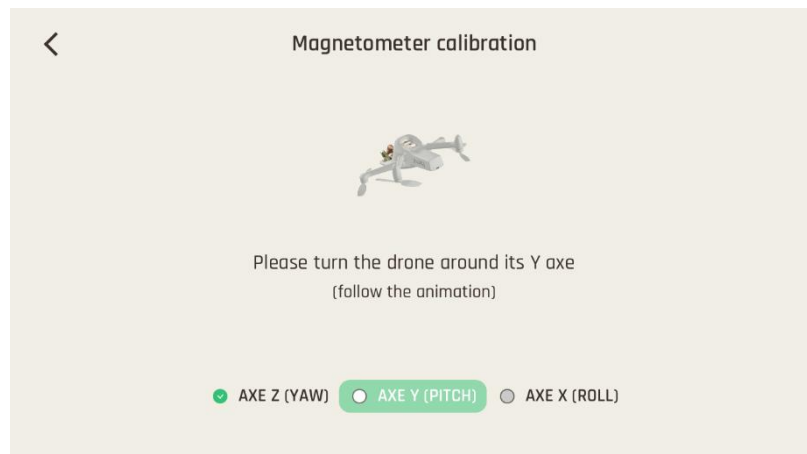 Magnetometer calibration
Please turn the drone around its Y axe
(follow the animation)
AXE Z (YAW) AXE Y (PITCH) AXE X (ROLL)